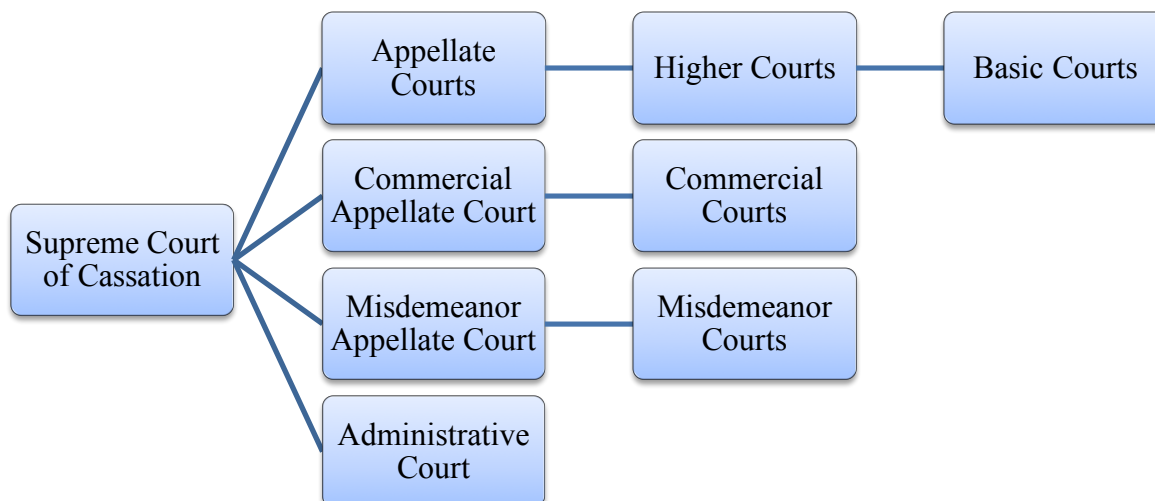 Appellate
Courts
Higher Courts
Basic Courts
Commercial
Appellate Court
Commercial
Courts
Supreme Court
of Cassation
Misdemeanor
Appellate Court
Misdemeanor
Courts
Administrative
Court